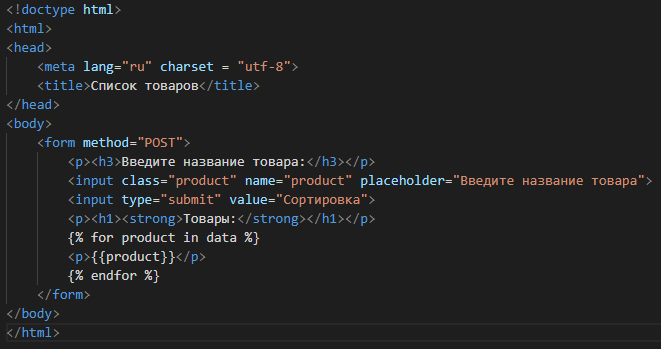 <!doctype html>
<html>
<head>
    <meta lang="ru" charset = "utf-8">
    <title>Список товаров</title>
</head>
<body>
    <form method="POST">
        <p><h3>Введите название товара:</h3></p>
        <input class="product" name="product" placeholder="Введите название товара">
        <input type="submit" value="Сортировка">
        <p><h1><strong>Товары:</strong></h1></p>
        {% for product in data %}
        <p>{{product}}</p>
        {% endfor %}
    </form>
</body>
</html>